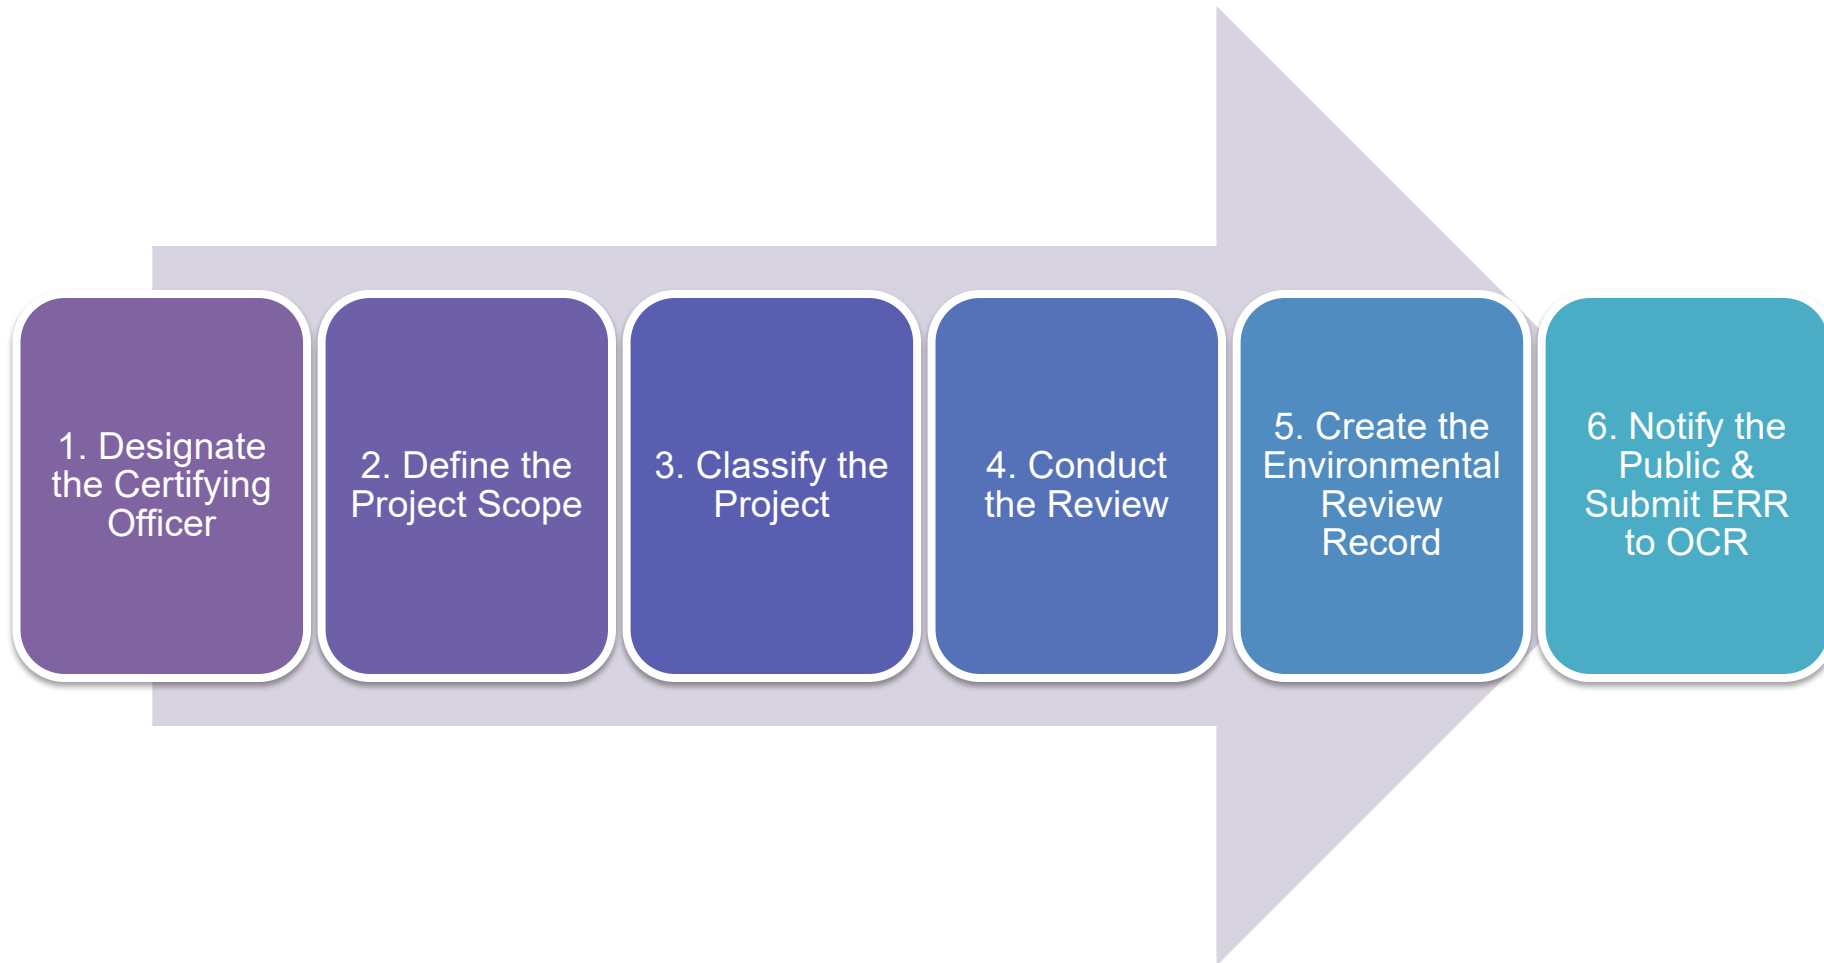 1. Designate
the Certifying
Officer
2. Define the
Project Scope
3. Classify the
Project
4. Conduct
the Review
5. Create the
Environmental
Review
Record
6. Notify the
Public &
Submit ERR
to OCR